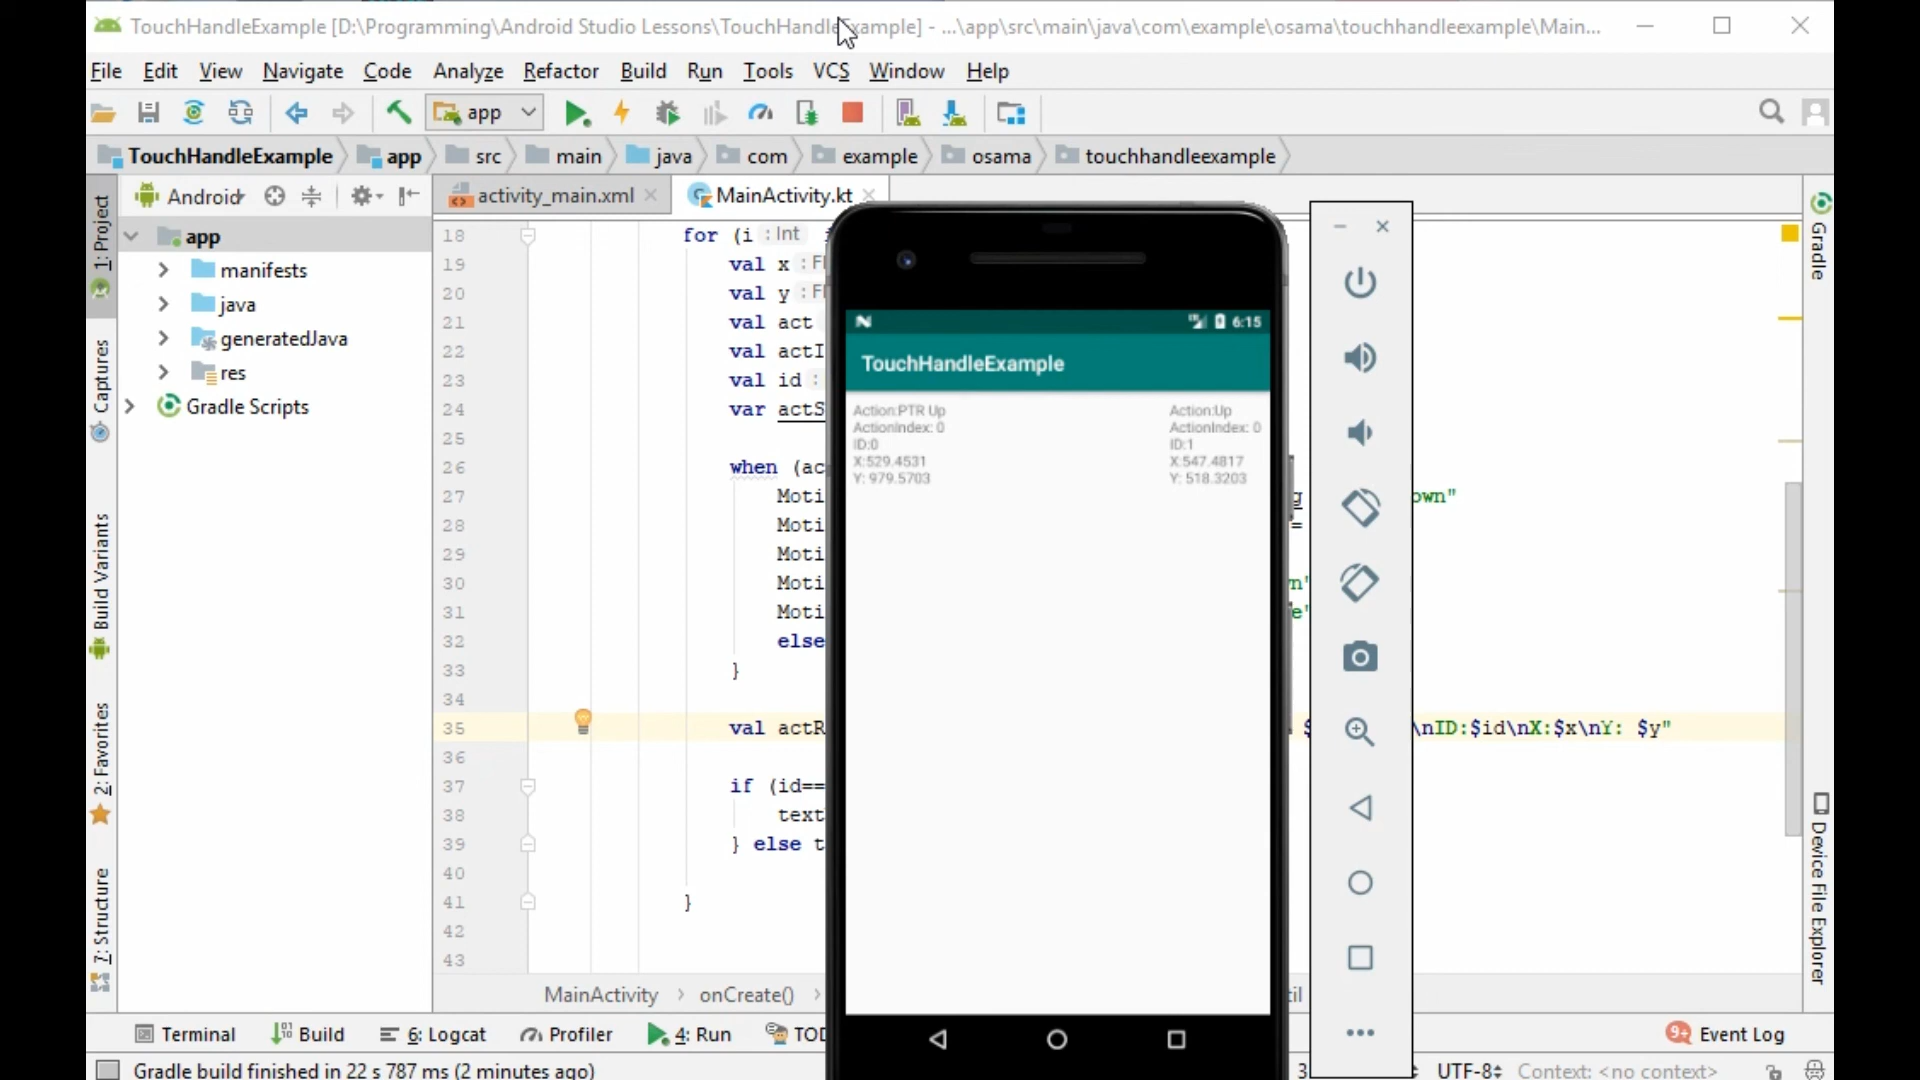 TouchHandleExample [D:\Programming\Android Studio Lessons\TouchHandleExample] - ...\app\src\main\java\com\example\osama\touchhandleexample\Main...
File Edit View Navigate Code Analyze Refactor Build Run Tools VCS Window Help
app
TouchHandleExample app src main java com example osama touchhandleexample
Android
activity_main.xml
MainActivity.kt
1: Project
Captures
Build Variants
2: Favorites
7: Structure
app
manifests
java
generatedJava
res
Gradle Scripts
18 for (i : Int
19 val x : Fl
20 val y : Fl
21 val act
22 val actI
23 val id :
24 var actS
25
26 when (ac
27 Moti own"
28 Moti =
29 Moti
30 Moti n"
31 Moti e"
32 else
33 }
34
35 val actR $ \nID:$id\nX:$x\nY: $y"
36
37 if (id==
38 text
39 } else t
40
41 }
42
43
6:15
TouchHandleExample
Action:PTR Up
ActionIndex: 0
ID:0
X:529.4531
Y: 979.5703
Action:Up
ActionIndex: 0
ID:1
X:547.4817
Y: 518.3203
Gradle
Device File Explorer
MainActivity onCreate()
Terminal Build 6: Logcat Profiler 4: Run TOD
9+ Event Log
Gradle build finished in 22 s 787 ms (2 minutes ago)
UTF-8 Context: <no context>